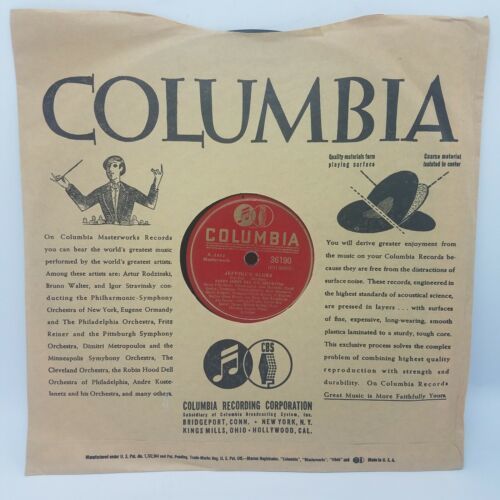 COLUMBIA
Quality materials form
playing surface
Coarse material
isolated in center
On Columbia Masterworks Records
you can hear the world's greatest music
performed by the world's greatest artists.
Among these artists are; Artur Rodzinski,
Bruno Walter, and Igor Stravinsky con-
ducting the Philharmonic-Symphony
Orchestra of New York, Eugene Ormandy
and The Philadelphia Orchestra, Fritz
Reiner and the Pittsburgh Symphony
Orchestra, Dimitri Metropoulos and the
Minneapolis Symphony Orchestra, The
Cleveland Orchestra, the Robin Hood Dell
Orchestra of Philadelphia, Andre Koste-
lanetz and his Orchestra, and many others.
COLUMBIA
36190
JEFFRIE'S BLUES
HARRY JAMES AND HIS ORCHESTRA
You will derive greater enjoyment from
the music on your Columbia Records be-
cause they are free from the distractions of
surface noise. These records, engineered in
the highest standards of acoustical science,
are pressed in layers . . . with surfaces
of fine, expensive, long-wearing, smooth
plastics laminated to a sturdy, tough core.
This exclusive process solves the complex
problem of combining highest quality
reproduction with strength and
durability. On Columbia Records
Great Music is More Faithfully Yours.
CBS
COLUMBIA RECORDING CORPORATION
Subsidiary of Columbia Broadcasting System, Inc.
BRIDGEPORT, CONN. • NEW YORK, N.Y.
KINGS MILLS, OHIO • HOLLYWOOD, CAL.
Made in U. S. A.